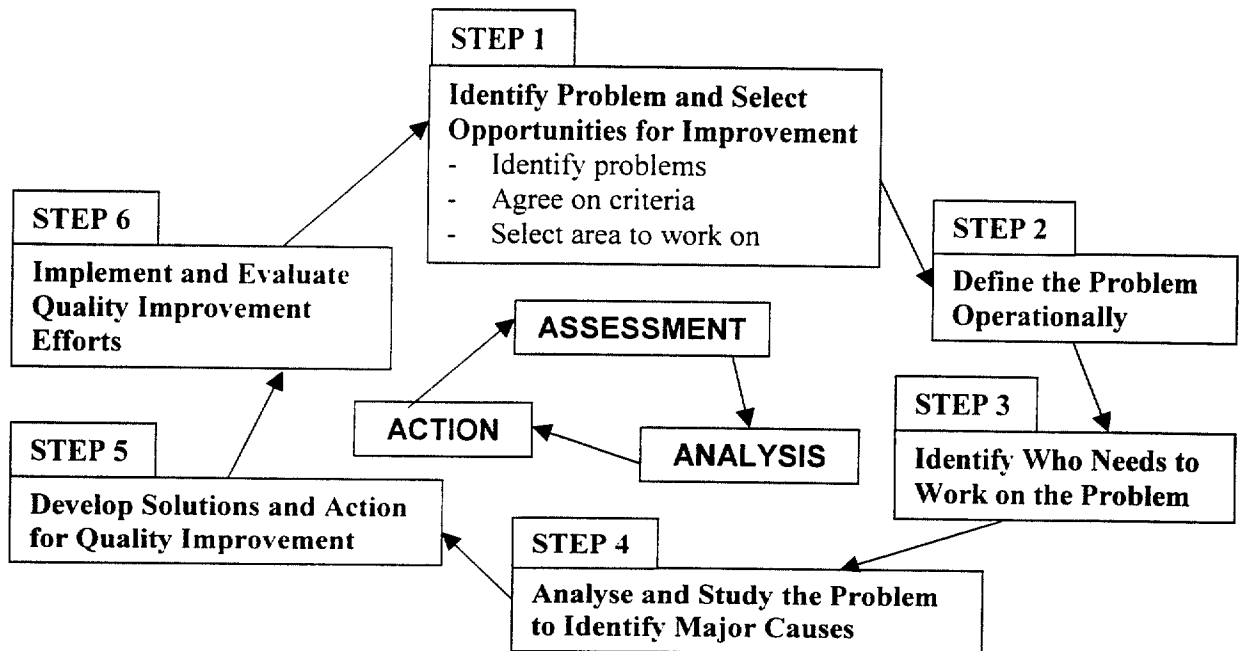 STEP 1
Identify Problem and Select
Opportunities for Improvement
- Identify problems
- Agree on criteria
- Select area to work on
STEP 2
Define the Problem
Operationally
STEP 3
Identify Who Needs to
Work on the Problem
STEP 4
Analyse and Study the Problem
to Identify Major Causes
STEP 5
Develop Solutions and Action
for Quality Improvement
STEP 6
Implement and Evaluate
Quality Improvement
Efforts
ASSESSMENT
ANALYSIS
ACTION